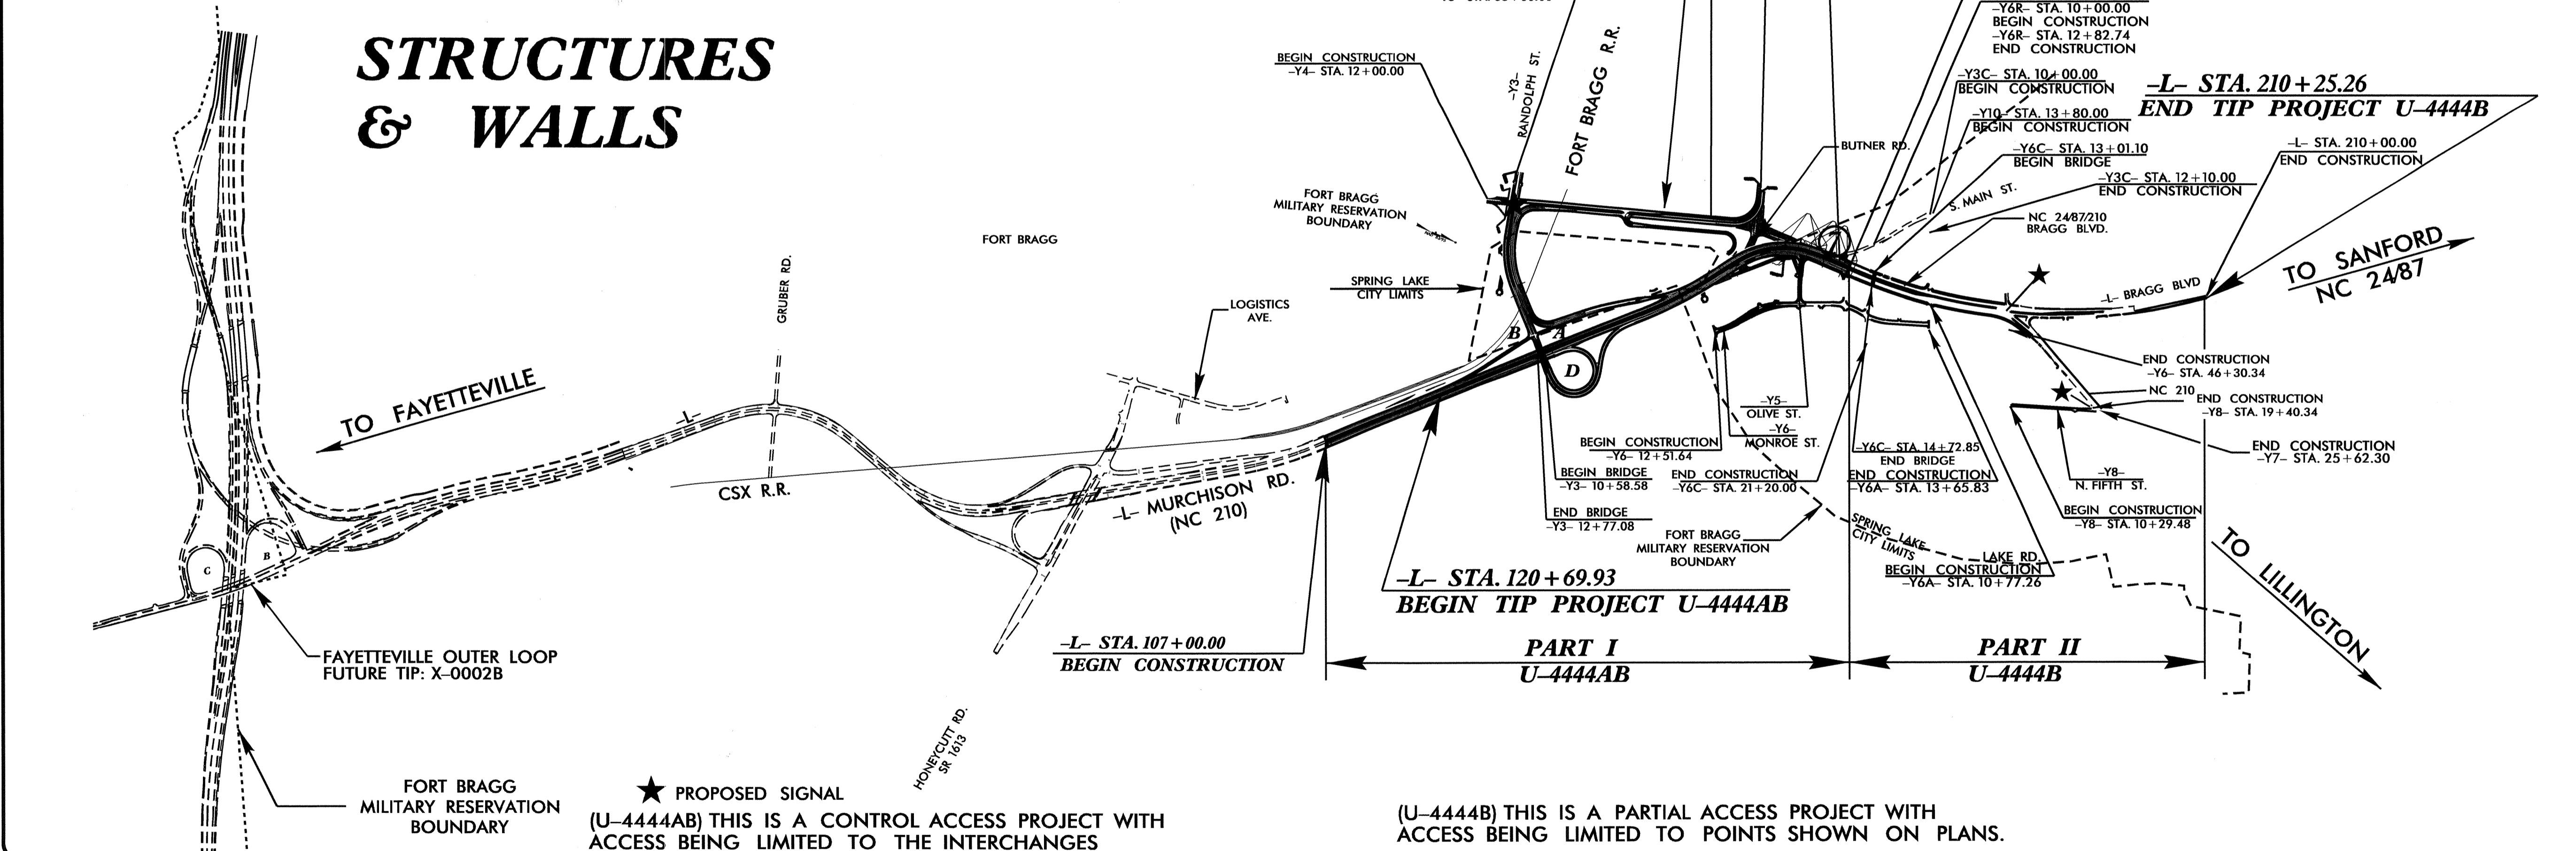 STRUCTURES
& WALLS
BEGIN CONSTRUCTION
–Y4– STA. 12+00.00
–Y3–
RANDOLPH ST.
FORT BRAGG R.R.
–Y6R– STA. 10+00.00
BEGIN CONSTRUCTION
–Y6R– STA. 12+82.74
END CONSTRUCTION
–Y3C– STA. 10+00.00
BEGIN CONSTRUCTION
–L– STA. 210+25.26
END TIP PROJECT U–4444B
–Y10– STA. 13+80.00
BEGIN CONSTRUCTION
BUTNER RD.
–Y6C– STA. 13+01.10
BEGIN BRIDGE
–L– STA. 210+00.00
END CONSTRUCTION
–Y3C– STA. 12+10.00
END CONSTRUCTION
S. MAIN ST.
NC 24/87/210
BRAGG BLVD.
FORT BRAGG
MILITARY RESERVATION
BOUNDARY
FORT BRAGG
GRUBER RD.
SPRING LAKE
CITY LIMITS
LOGISTICS
AVE.
–L– BRAGG BLVD
TO SANFORD
NC 24/87
B
A
D
TO FAYETTEVILLE
–L–
CSX R.R.
–L– MURCHISON RD.
(NC 210)
END CONSTRUCTION
–Y6– STA. 46+30.34
NC 210
END CONSTRUCTION
–Y8– STA. 19+40.34
END CONSTRUCTION
–Y7– STA. 25+62.30
–Y5–
OLIVE ST.
–Y6–
MONROE ST.
BEGIN CONSTRUCTION
–Y6– 12+51.64
BEGIN BRIDGE
–Y3– 10+58.58
END CONSTRUCTION
–Y6C– STA. 21+20.00
–Y6C– STA. 14+72.85
END BRIDGE
END CONSTRUCTION
–Y6A– STA. 13+65.83
–Y8–
N. FIFTH ST.
END BRIDGE
–Y3– 12+77.08
BEGIN CONSTRUCTION
–Y8– STA. 10+29.48
FORT BRAGG
MILITARY RESERVATION
BOUNDARY
SPRING LAKE
CITY LIMITS
LAKE RD.
BEGIN CONSTRUCTION
–Y6A– STA. 10+77.26
TO LILLINGTON
C
B
–L– STA. 120+69.93
BEGIN TIP PROJECT U–4444AB
–L– STA. 107+00.00
BEGIN CONSTRUCTION
PART I
U–4444AB
PART II
U–4444B
FAYETTEVILLE OUTER LOOP
FUTURE TIP: X–0002B
HONEYCUTT RD.
SR 1613
FORT BRAGG
MILITARY RESERVATION
BOUNDARY
PROPOSED SIGNAL
(U–4444AB) THIS IS A CONTROL ACCESS PROJECT WITH
ACCESS BEING LIMITED TO THE INTERCHANGES
(U–4444B) THIS IS A PARTIAL ACCESS PROJECT WITH
ACCESS BEING LIMITED TO POINTS SHOWN ON PLANS.